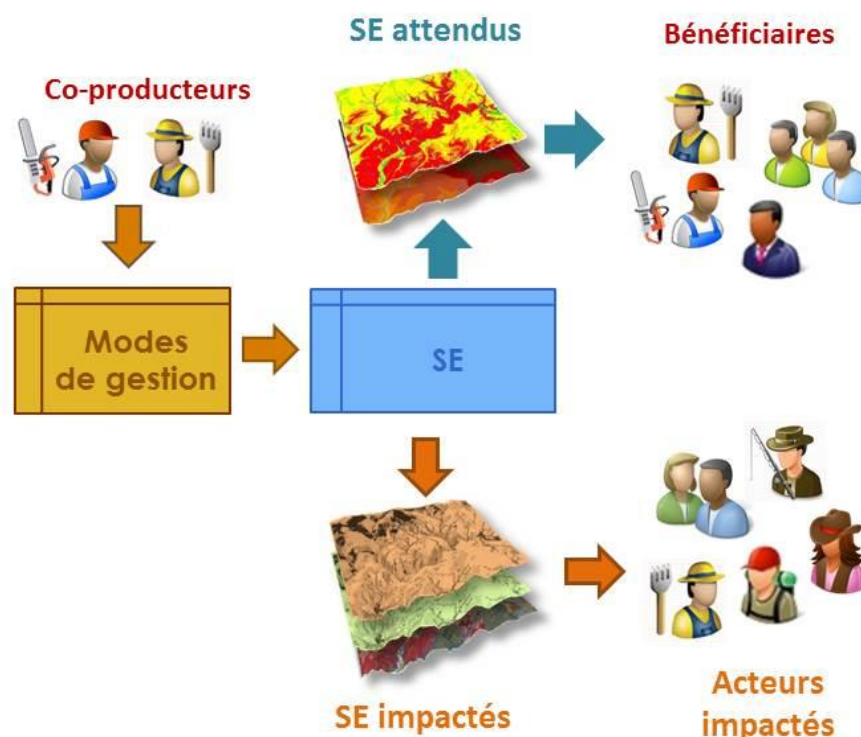 SE attendus
Bénéficiaires
Co-producteurs
Modes
de gestion
SE
SE impactés
Acteurs
impactés